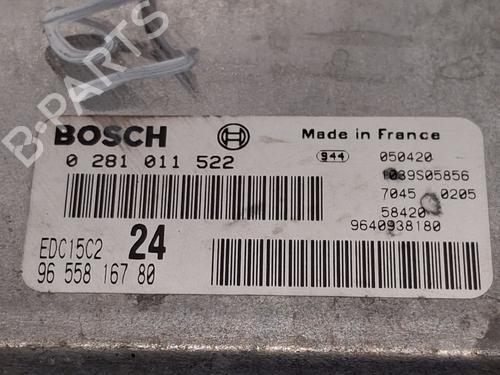 B-PARTS
BOSCH
Made in France
0 281 011 522
944
050420
1039S05856
7045 0205
58420
9640938180
EDC15C2
24
96 558 167 80